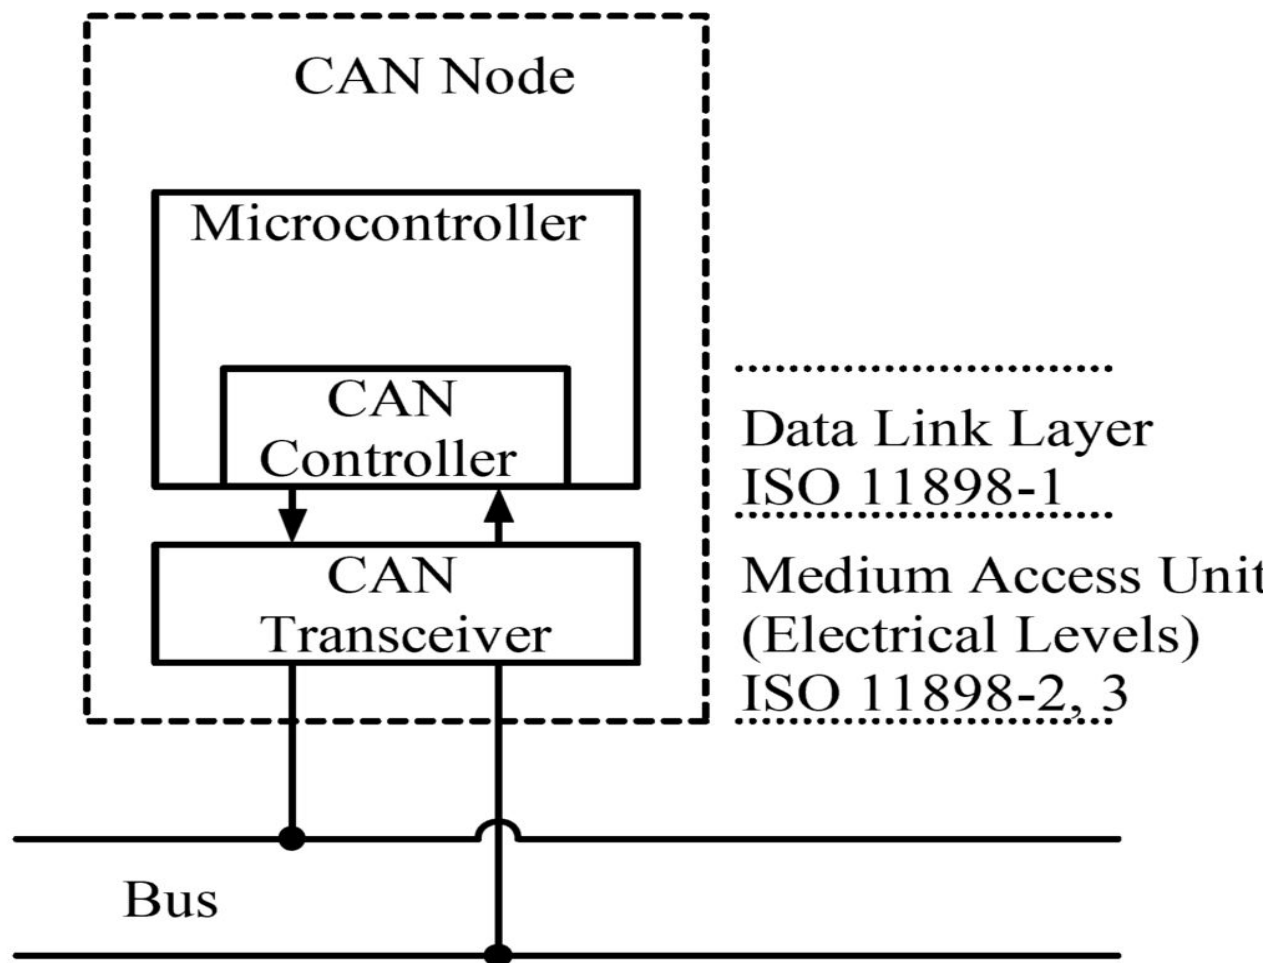 CAN Node
Microcontroller
CAN
Controller
Data Link Layer
ISO 11898-1
CAN
Transceiver
Medium Access Unit
(Electrical Levels)
ISO 11898-2, 3
Bus